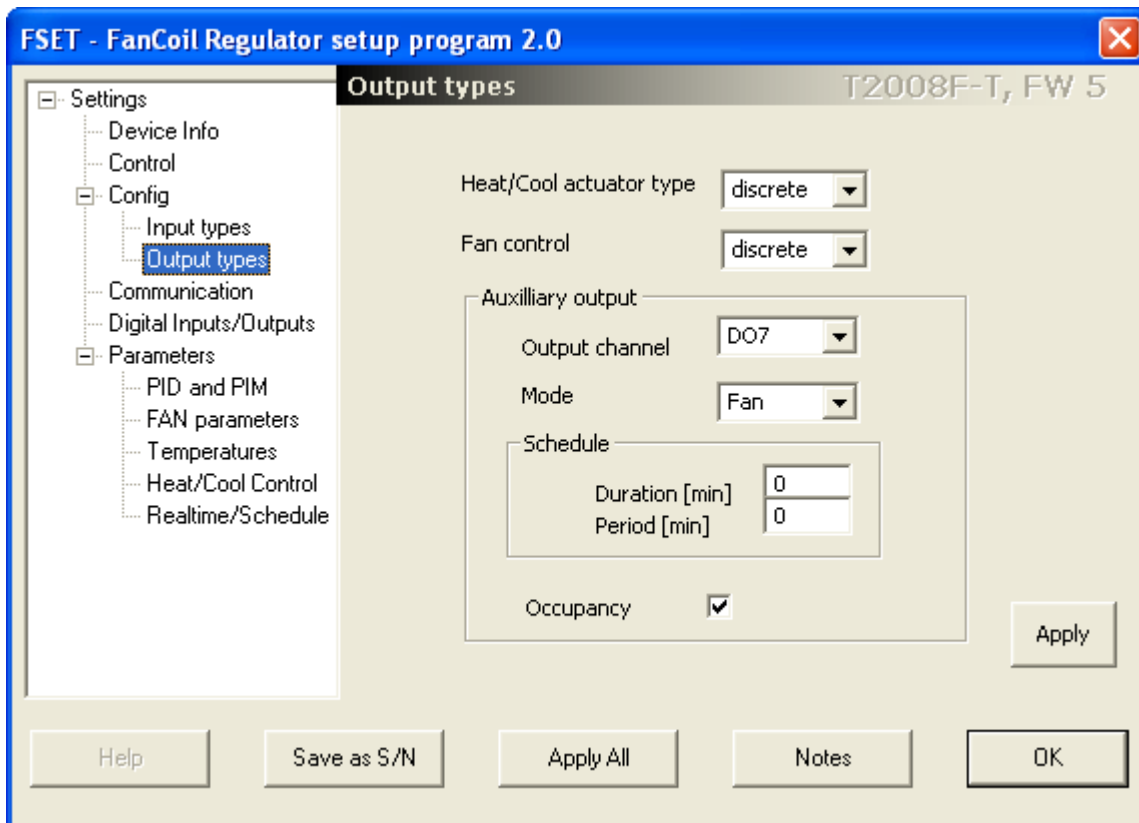 FSET - FanCoil Regulator setup program 2.0
Output types
T2008F-T, FW 5
Settings
Device Info
Control
Config
Input types
Output types
Communication
Digital Inputs/Outputs
Parameters
PID and PIM
FAN parameters
Temperatures
Heat/Cool Control
Realtime/Schedule
Heat/Cool actuator type discrete
Fan control discrete
Auxilliary output
Output channel DO7
Mode Fan
Schedule
Duration [min] 0
Period [min] 0
Occupancy
Apply
Help
Save as S/N
Apply All
Notes
OK